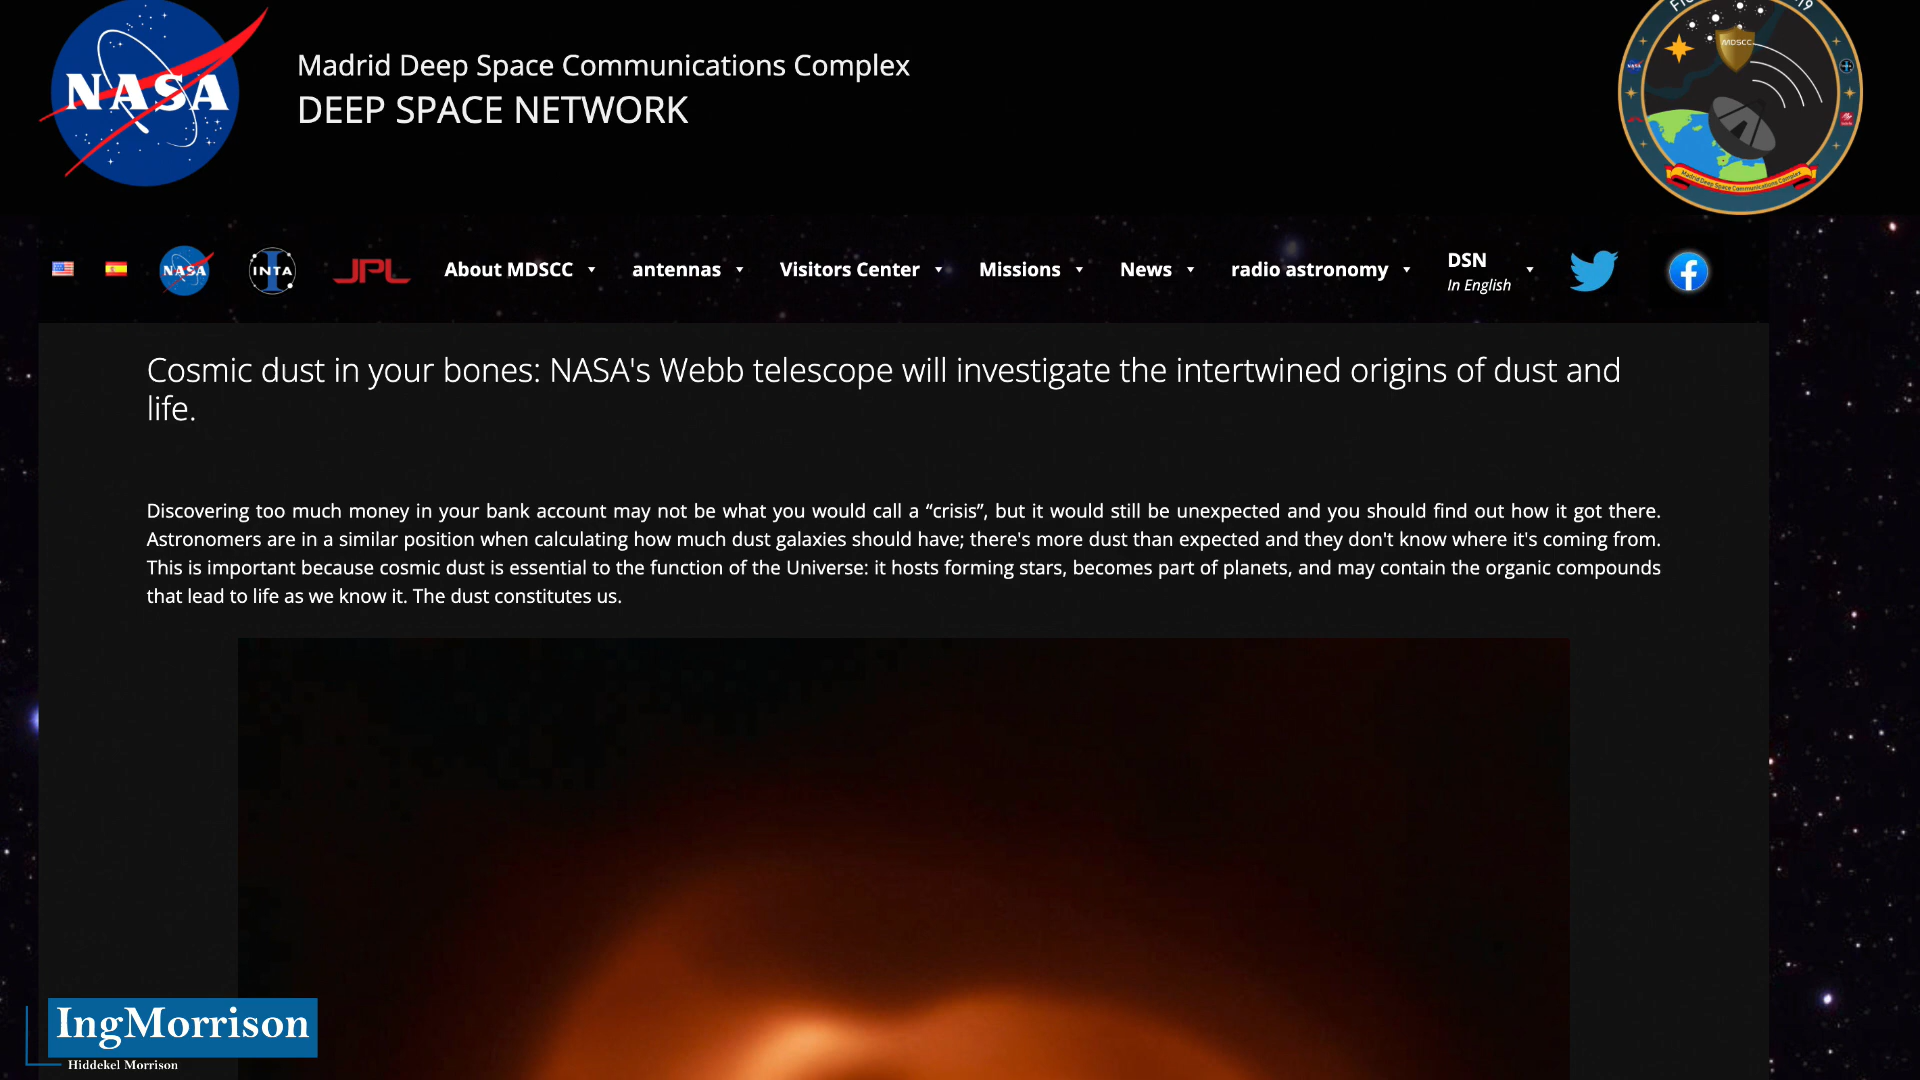 NASA
Madrid Deep Space Communications Complex
DEEP SPACE NETWORK
MDSCC
Madrid Deep Space Communications Complex
NASA
INTA
JPL
About MDSCC
antennas
Visitors Center
Missions
News
radio astronomy
DSN
In English
Cosmic dust in your bones: NASA's Webb telescope will investigate the intertwined origins of dust and
life.
Discovering too much money in your bank account may not be what you would call a “crisis”, but it would still be unexpected and you should find out how it got there.
Astronomers are in a similar position when calculating how much dust galaxies should have; there's more dust than expected and they don't know where it's coming from.
This is important because cosmic dust is essential to the function of the Universe: it hosts forming stars, becomes part of planets, and may contain the organic compounds
that lead to life as we know it. The dust constitutes us.
IngMorrison
Hiddekel Morrison